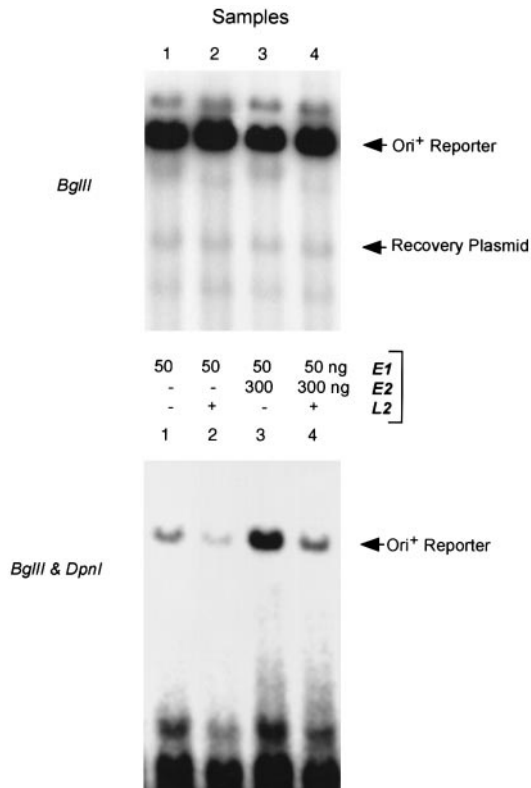 Samples
1 2 3 4
Ori+ Reporter
BglII
Recovery Plasmid
50 50 50 50 ng E1
- - 300 300 ng E2
- + - + L2
1 2 3 4
Ori+ Reporter
BglII & DpnI